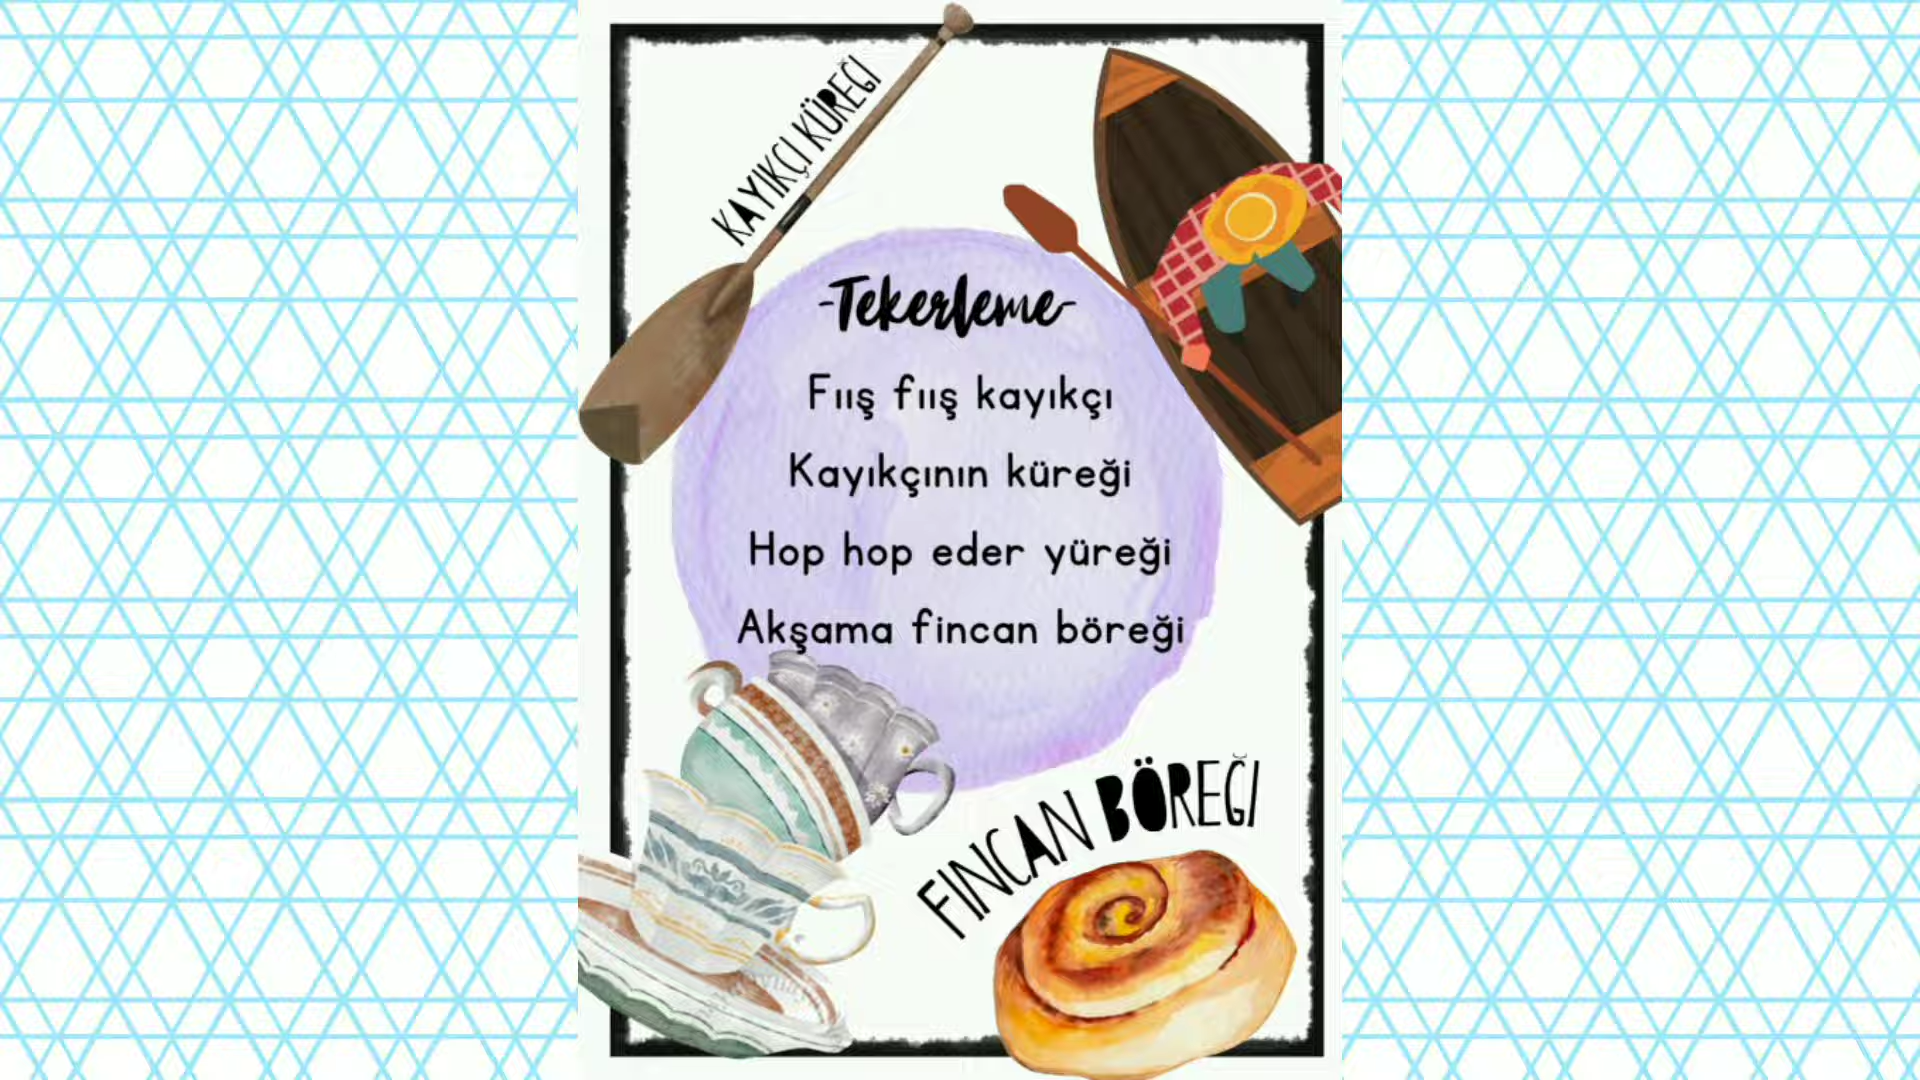 KAYIKÇI KÜREĞİ
-Tekerleme-
Fıış fıış kayıkçı
Kayıkçının küreği
Hop hop eder yüreği
Akşama fincan böreği
FINCAN BÖREĞİ